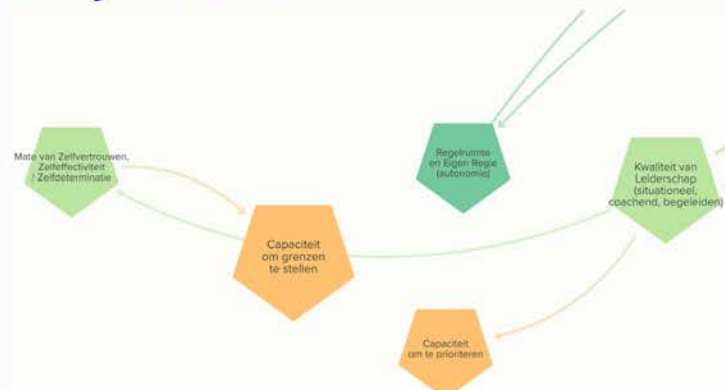 Mate van Zelfvertrouwen,
Zelfeffectiviteit
/ Zelfdeterminatie
Regelruimte
en Eigen Regie
(autonomie)
Kwaliteit van
Leiderschap
(situationeel,
coachend, begeleiden)
Capaciteit
om grenzen
te stellen
Capaciteit
om te prioriteren